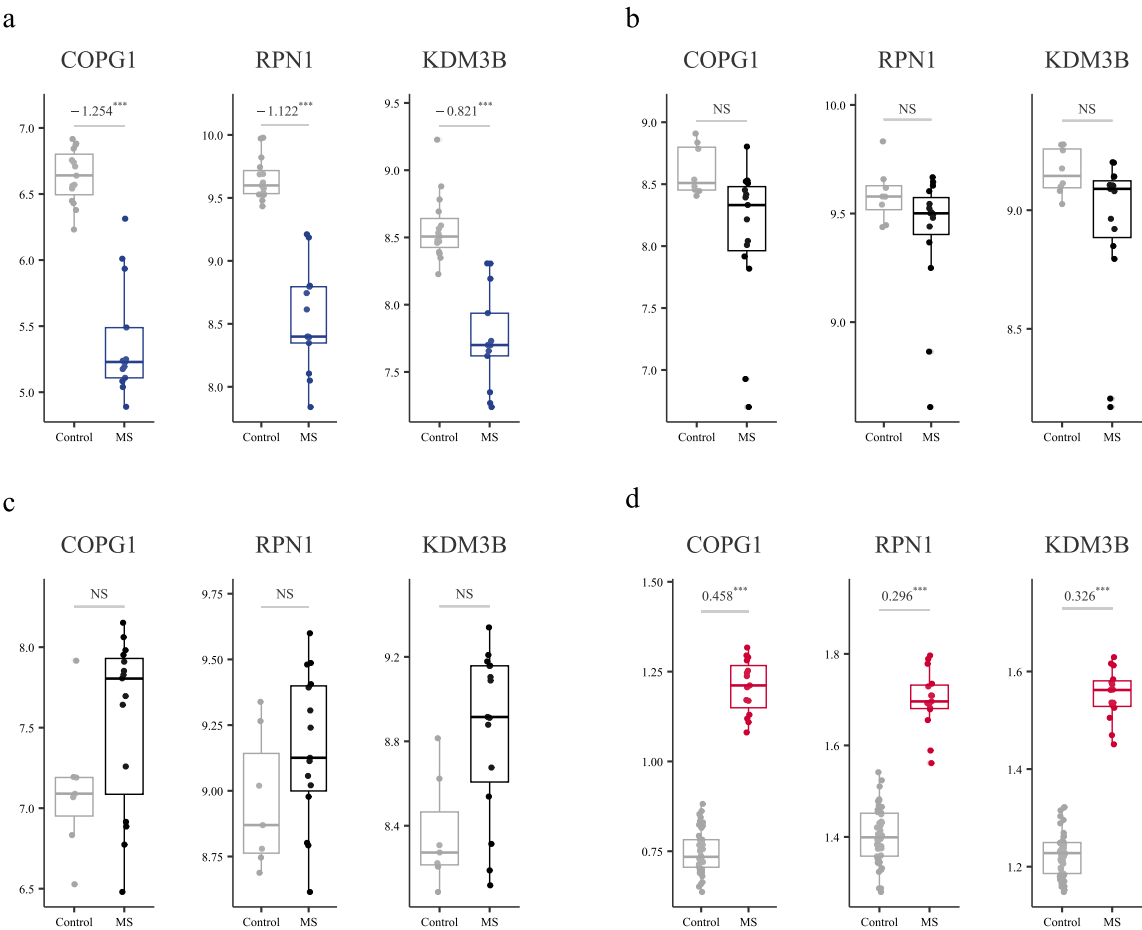 a
COPG1
RPN1
KDM3B
−1.254***
−1.122***
−0.821***
7.0
6.5
6.0
5.5
5.0
10.0
9.5
9.0
8.5
8.0
9.5
9.0
8.5
8.0
7.5
Control MS
Control MS
Control MS
b
COPG1
RPN1
KDM3B
NS
NS
NS
9.0
8.5
8.0
7.5
7.0
10.0
9.5
9.0
9.0
8.5
Control MS
Control MS
Control MS
c
COPG1
RPN1
KDM3B
NS
NS
NS
8.0
7.5
7.0
6.5
9.75
9.50
9.25
9.00
8.75
9.2
8.8
8.4
Control MS
Control MS
Control MS
d
COPG1
RPN1
KDM3B
0.458***
0.296***
0.326***
1.50
1.25
1.00
0.75
1.8
1.6
1.4
1.6
1.4
1.2
Control MS
Control MS
Control MS